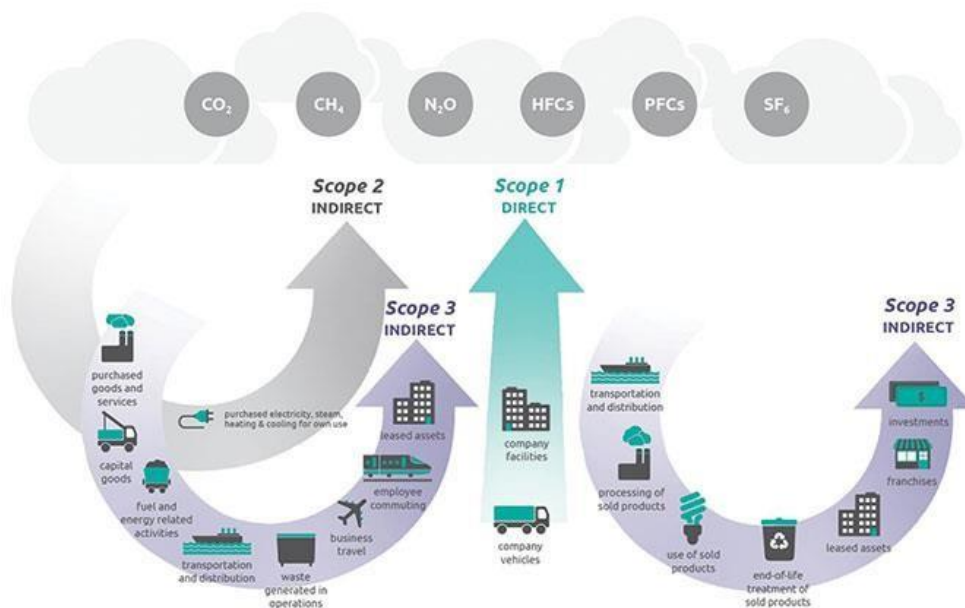 CO₂
CH₄
N₂O
HFCs
PFCs
SF₆
Scope 2
INDIRECT
Scope 1
DIRECT
Scope 3
INDIRECT
Scope 3
INDIRECT
purchased
goods and
services
capital
goods
fuel and
energy related
activities
transportation
and distribution
waste
generated in
operations
business
travel
employee
commuting
leased assets
purchased electricity, steam,
heating & cooling for own use
company
facilities
company
vehicles
transportation
and distribution
processing of
sold products
use of sold
products
end-of-life
treatment of
sold products
leased assets
franchises
investments
$